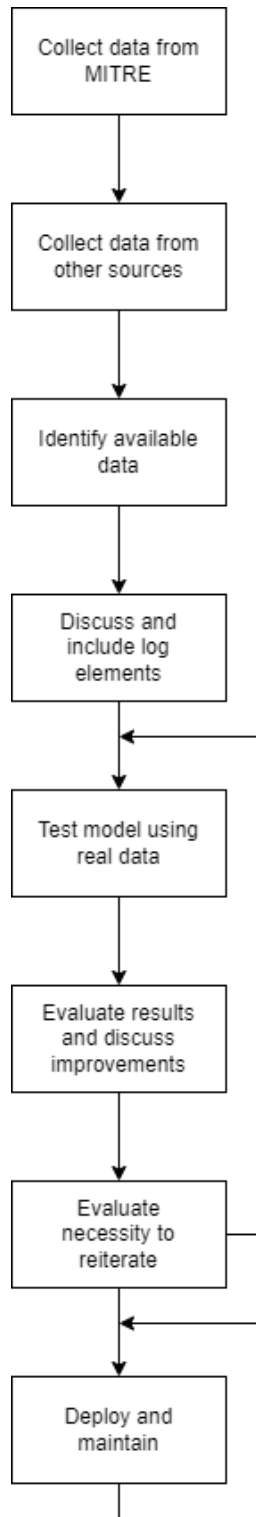 Collect data from
MITRE
Collect data from
other sources
Identify available
data
Discuss and
include log
elements
Test model using
real data
Evaluate results
and discuss
improvements
Evaluate
necessity to
reiterate
Deploy and
maintain